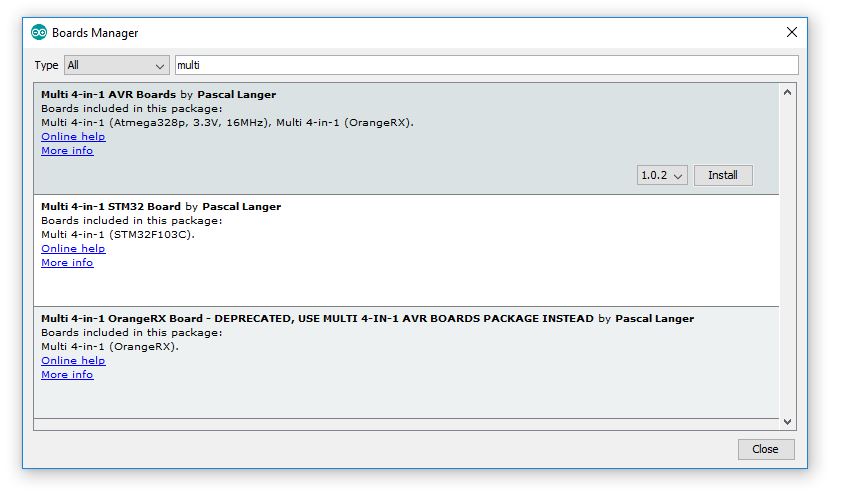 Boards Manager
Type All multi
Multi 4-in-1 AVR Boards by Pascal Langer
Boards included in this package:
Multi 4-in-1 (Atmega328p, 3.3V, 16MHz), Multi 4-in-1 (OrangeRX).
Online help
More info
1.0.2 Install
Multi 4-in-1 STM32 Board by Pascal Langer
Boards included in this package:
Multi 4-in-1 (STM32F103C).
Online help
More info
Multi 4-in-1 OrangeRX Board - DEPRECATED, USE MULTI 4-IN-1 AVR BOARDS PACKAGE INSTEAD by Pascal Langer
Boards included in this package:
Multi 4-in-1 (OrangeRX).
Online help
More info
Close